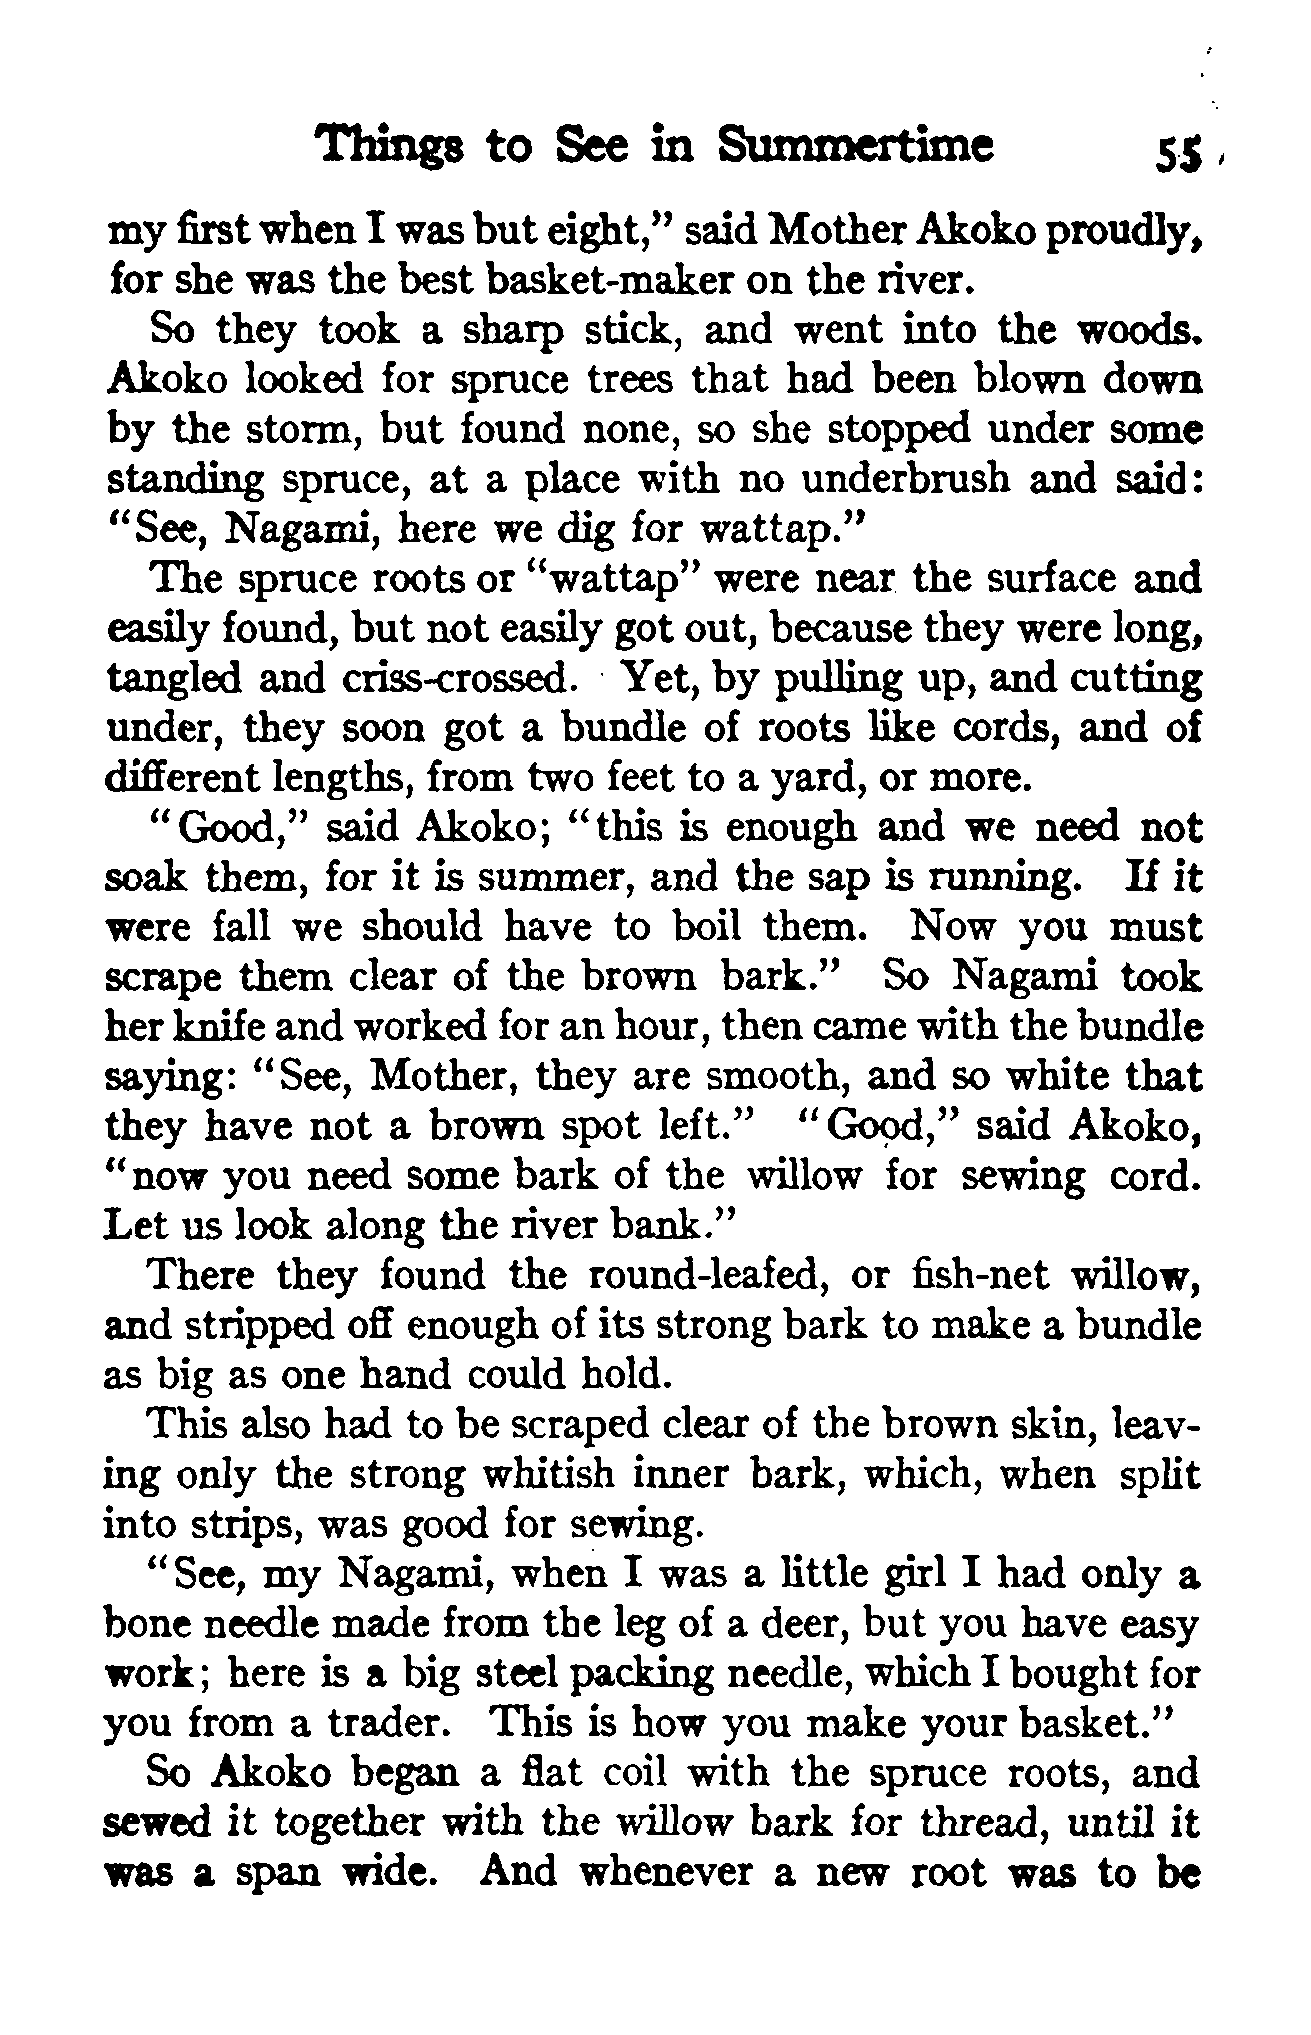 Things to See in Summertime 55
my first when I was but eight,” said Mother Akoko proudly,
for she was the best basket-maker on the river.
So they took a sharp stick, and went into the woods.
Akoko looked for spruce trees that had been blown down
by the storm, but found none, so she stopped under some
standing spruce, at a place with no underbrush and said:
“See, Nagami, here we dig for wattap.”
The spruce roots or “wattap” were near the surface and
easily found, but not easily got out, because they were long,
tangled and criss-crossed. Yet, by pulling up, and cutting
under, they soon got a bundle of roots like cords, and of
different lengths, from two feet to a yard, or more.
“Good,” said Akoko; “this is enough and we need not
soak them, for it is summer, and the sap is running. If it
were fall we should have to boil them. Now you must
scrape them clear of the brown bark.” So Nagami took
her knife and worked for an hour, then came with the bundle
saying: “See, Mother, they are smooth, and so white that
they have not a brown spot left.” “Good,” said Akoko,
“now you need some bark of the willow for sewing cord.
Let us look along the river bank.”
There they found the round-leafed, or fish-net willow,
and stripped off enough of its strong bark to make a bundle
as big as one hand could hold.
This also had to be scraped clear of the brown skin, leav-
ing only the strong whitish inner bark, which, when split
into strips, was good for sewing.
“See, my Nagami, when I was a little girl I had only a
bone needle made from the leg of a deer, but you have easy
work; here is a big steel packing needle, which I bought for
you from a trader. This is how you make your basket.”
So Akoko began a flat coil with the spruce roots, and
sewed it together with the willow bark for thread, until it
was a span wide. And whenever a new root was to be